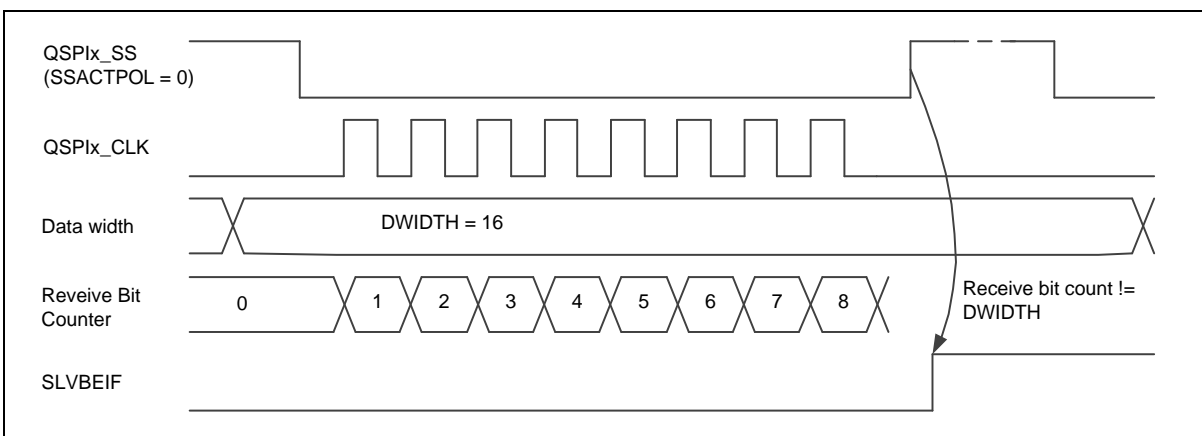 QSPIx_SS
(SSACTPOL = 0)
QSPIx_CLK
Data width
DWIDTH = 16
Reveive Bit
Counter
0
1
2
3
4
5
6
7
8
Receive bit count !=
DWIDTH
SLVBEIF